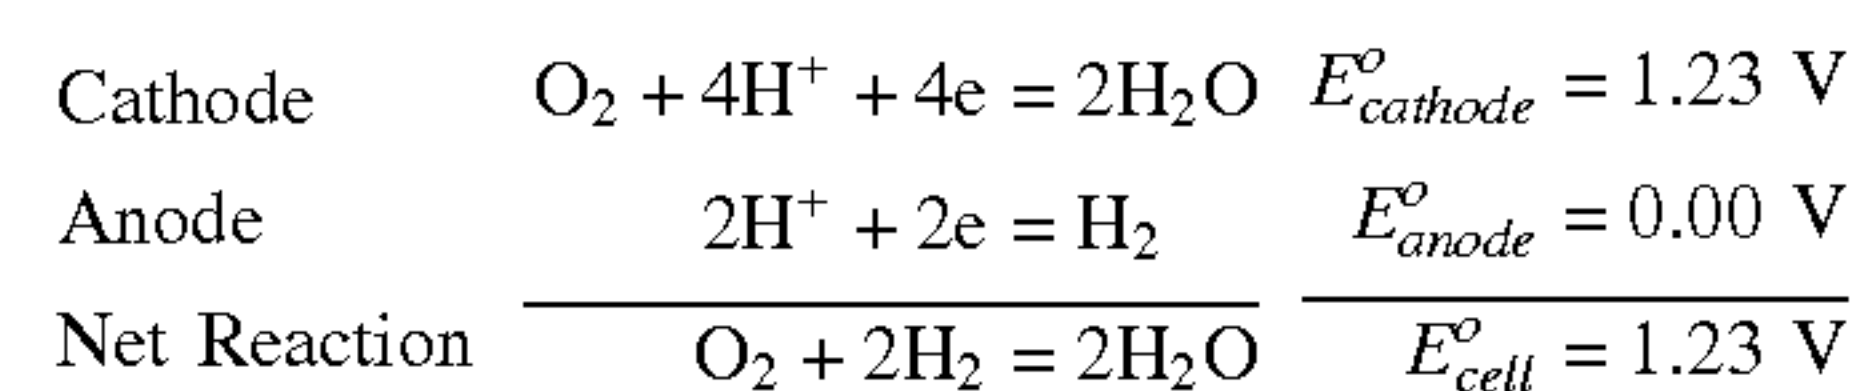 Cathode O₂ + 4H⁺ + 4e = 2H₂O E°cathode = 1.23 V
Anode 2H⁺ + 2e = H₂ E°anode = 0.00 V
Net Reaction O₂ + 2H₂ = 2H₂O E°cell = 1.23 V